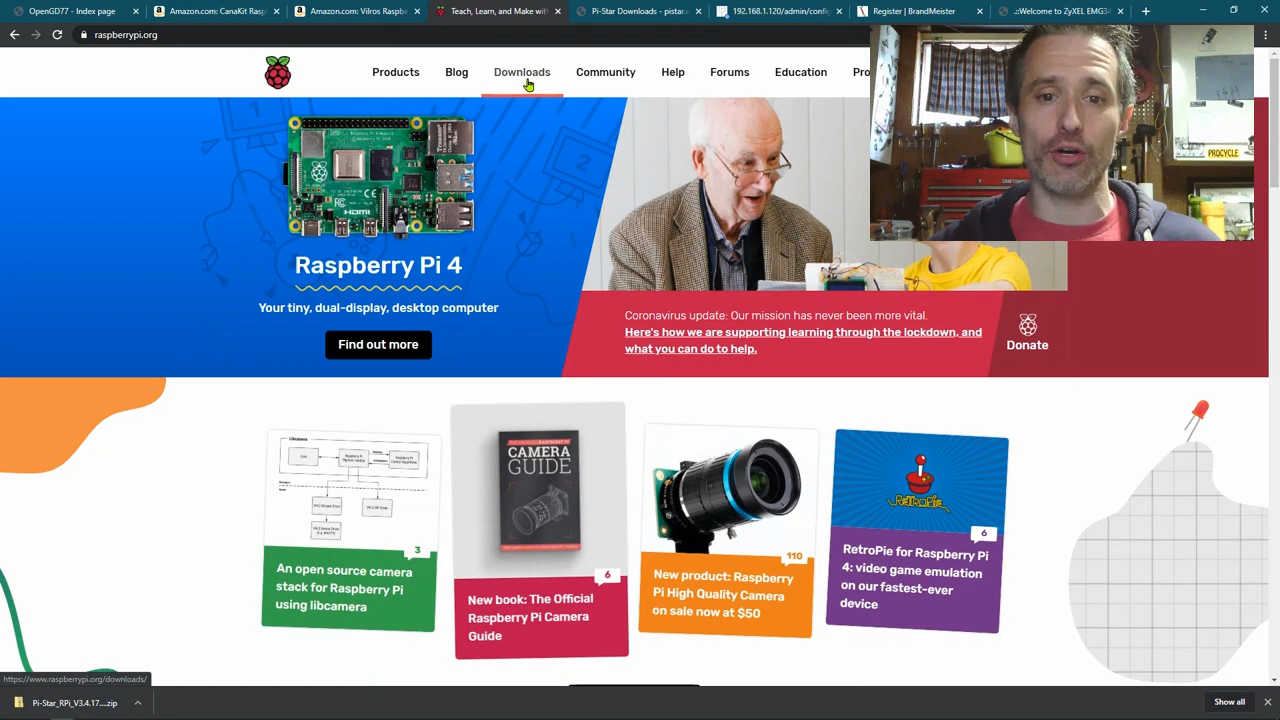 OpenGD77 - Index page
Amazon.com: CanaKit Rasp
Amazon.com: Vilros Raspbe
Teach, Learn, and Make with
Pi-Star Downloads - pistar.u
192.168.1.120/admin/config
Register | BrandMeister
.::Welcome to ZyXEL EMG34
raspberrypi.org
Products
Blog
Downloads
Community
Help
Forums
Education
Pro
PROCYCLE
HDMI
Raspberry Pi 4
Your tiny, dual-display, desktop computer
Find out more
Coronavirus update: Our mission has never been more vital.
Here's how we are supporting learning through the lockdown, and
what you can do to help.
Donate
3
An open source camera
stack for Raspberry Pi
using libcamera
CAMERA
GUIDE
6
New book: The Official
Raspberry Pi Camera
Guide
110
New product: Raspberry
Pi High Quality Camera
on sale now at $50
RETROPIE
6
RetroPie for Raspberry Pi
4: video game emulation
on our fastest-ever
device
https://www.raspberrypi.org/downloads/
Pi-Star_RPi_V3.4.17....zip
Show all